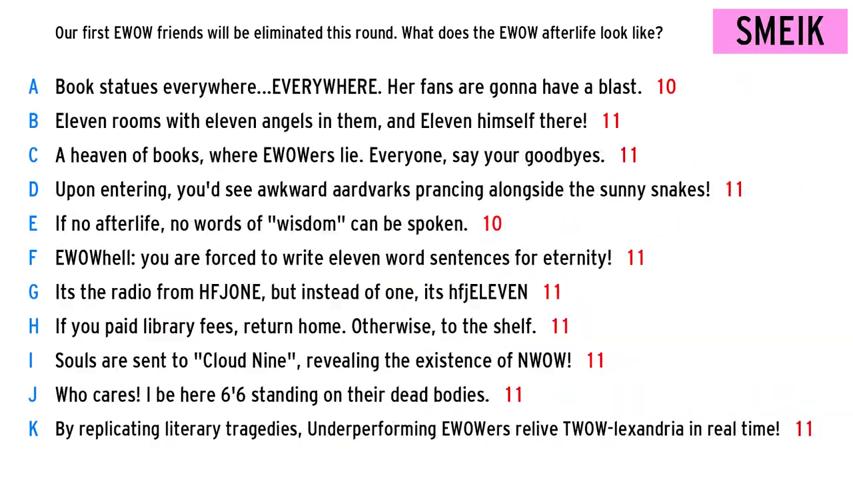 Our first EWOW friends will be eliminated this round. What does the EWOW afterlife look like?
SMEIK
A Book statues everywhere...EVERYWHERE. Her fans are gonna have a blast. 10
B Eleven rooms with eleven angels in them, and Eleven himself there! 11
C A heaven of books, where EWOWers lie. Everyone, say your goodbyes. 11
D Upon entering, you'd see awkward aardvarks prancing alongside the sunny snakes! 11
E If no afterlife, no words of "wisdom" can be spoken. 10
F EWOWhell: you are forced to write eleven word sentences for eternity! 11
G Its the radio from HFJONE, but instead of one, its hfjELEVEN 11
H If you paid library fees, return home. Otherwise, to the shelf. 11
I Souls are sent to "Cloud Nine", revealing the existence of NWOW! 11
J Who cares! I be here 6'6 standing on their dead bodies. 11
K By replicating literary tragedies, Underperforming EWOWers relive TWOW-lexandria in real time! 11